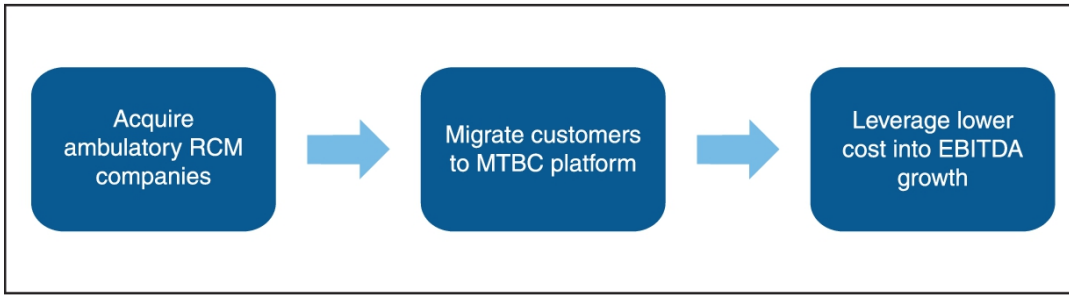 Acquire
ambulatory RCM
companies
Migrate customers
to MTBC platform
Leverage lower
cost into EBITDA
growth